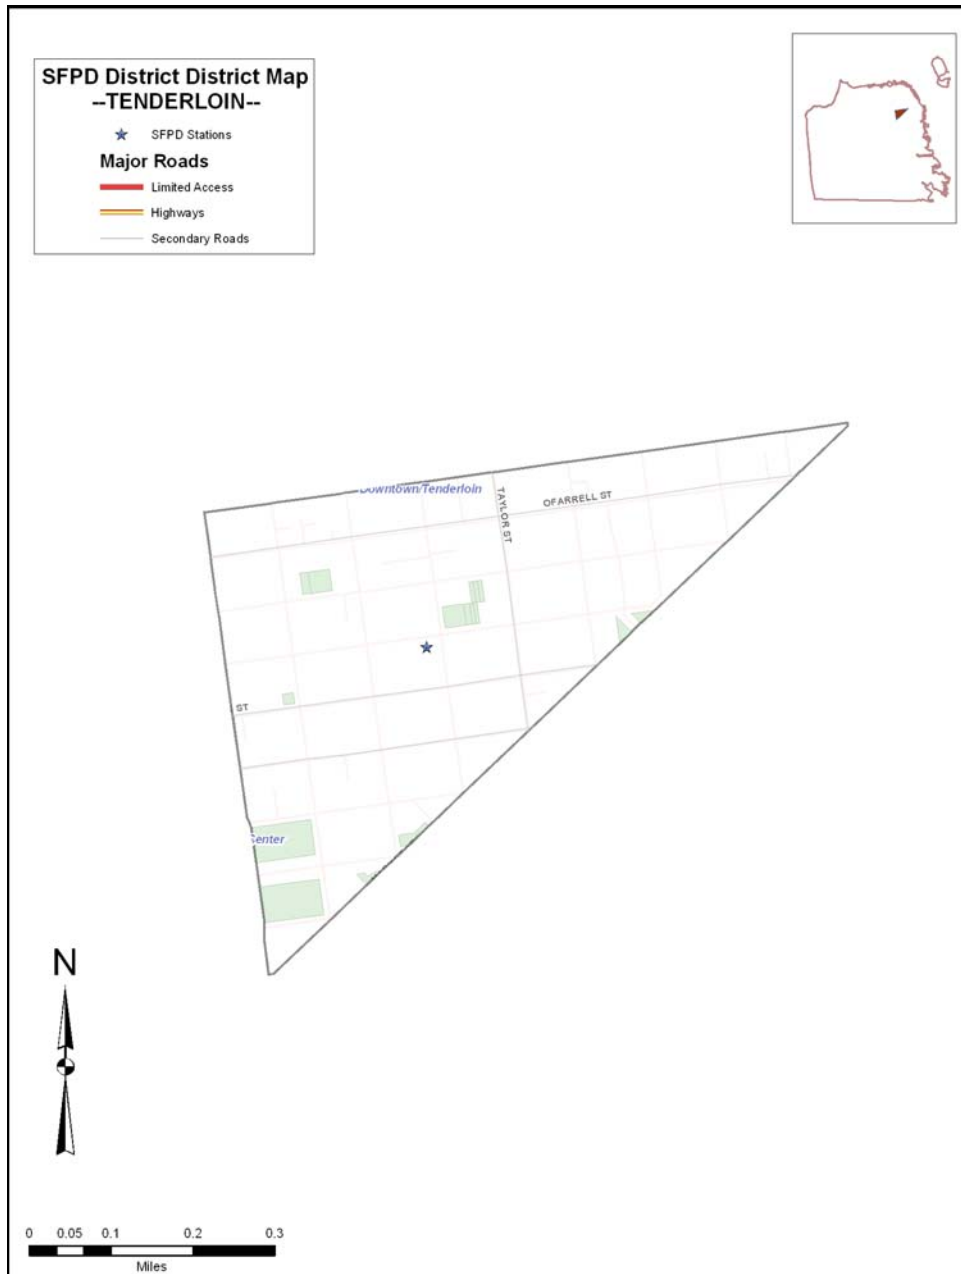 SFPD District District Map
--TENDERLOIN--
SFPD Stations
Major Roads
Limited Access
Highways
Secondary Roads
Downtown/Tenderloin
TAYLOR ST
OFARRELL ST
ST
Center
N
0 0.05 0.1 0.2 0.3
Miles